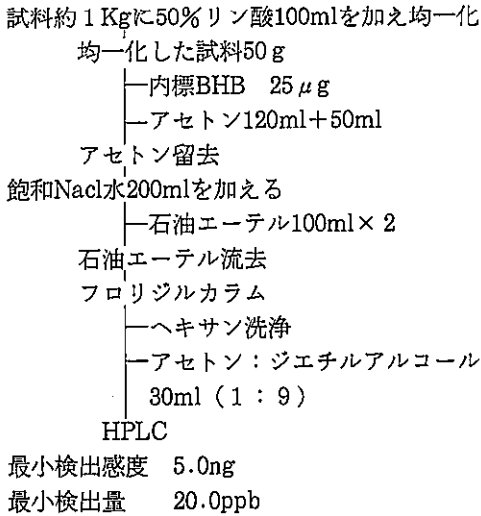 試料約1Kgに50%リン酸100mlを加え均一化
均一化した試料50g
内標BHB 25μg
アセトン120ml+50ml
アセトン留去
飽和Nacl水200mlを加える
石油エーテル100ml×2
石油エーテル流去
フロリジルカラム
ヘキサン洗浄
アセトン:ジエチルアルコール
30ml(1:9)
HPLC
最小検出感度 5.0ng
最小検出量 20.0ppb